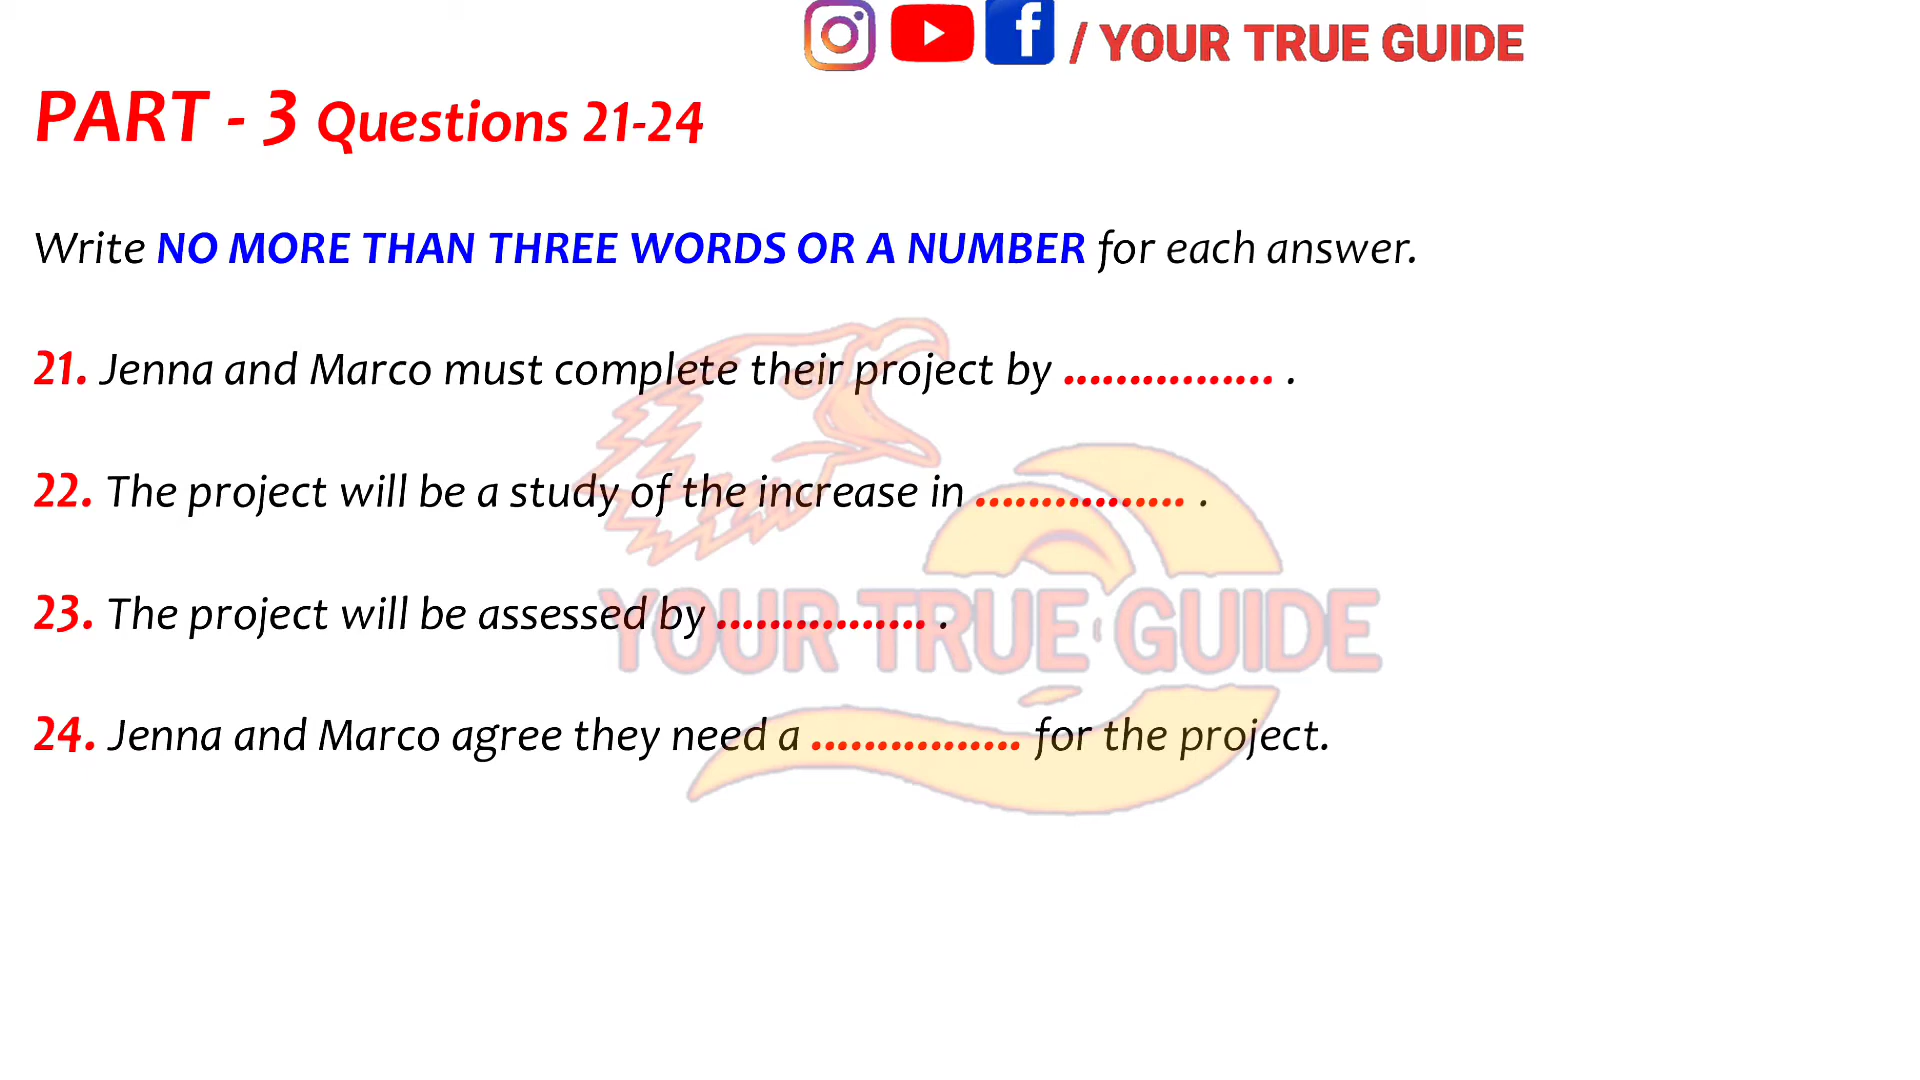 / YOUR TRUE GUIDE
PART - 3 Questions 21-24
Write NO MORE THAN THREE WORDS OR A NUMBER for each answer.
21. Jenna and Marco must complete their project by ................ .
22. The project will be a study of the increase in ................ .
23. The project will be assessed by ................ .
YOUR TRUE GUIDE
24. Jenna and Marco agree they need a ................ for the project.